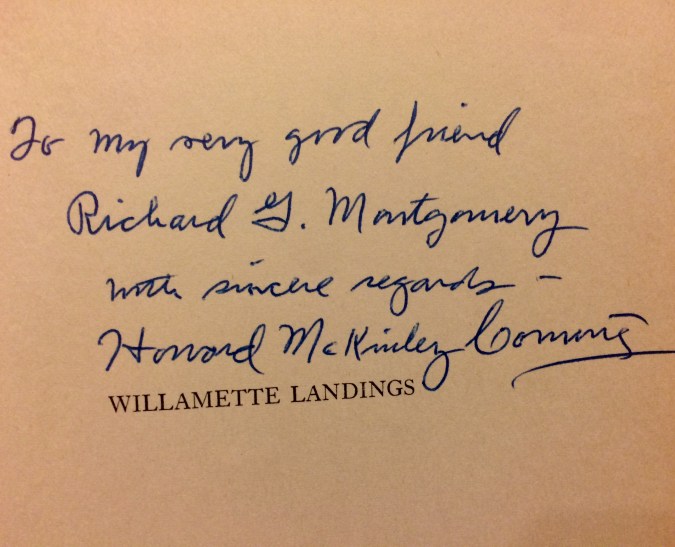 To my very good friend
Richard G. Montgomery
with sincere regards –
Howard McKinley Corning
WILLAMETTE LANDINGS